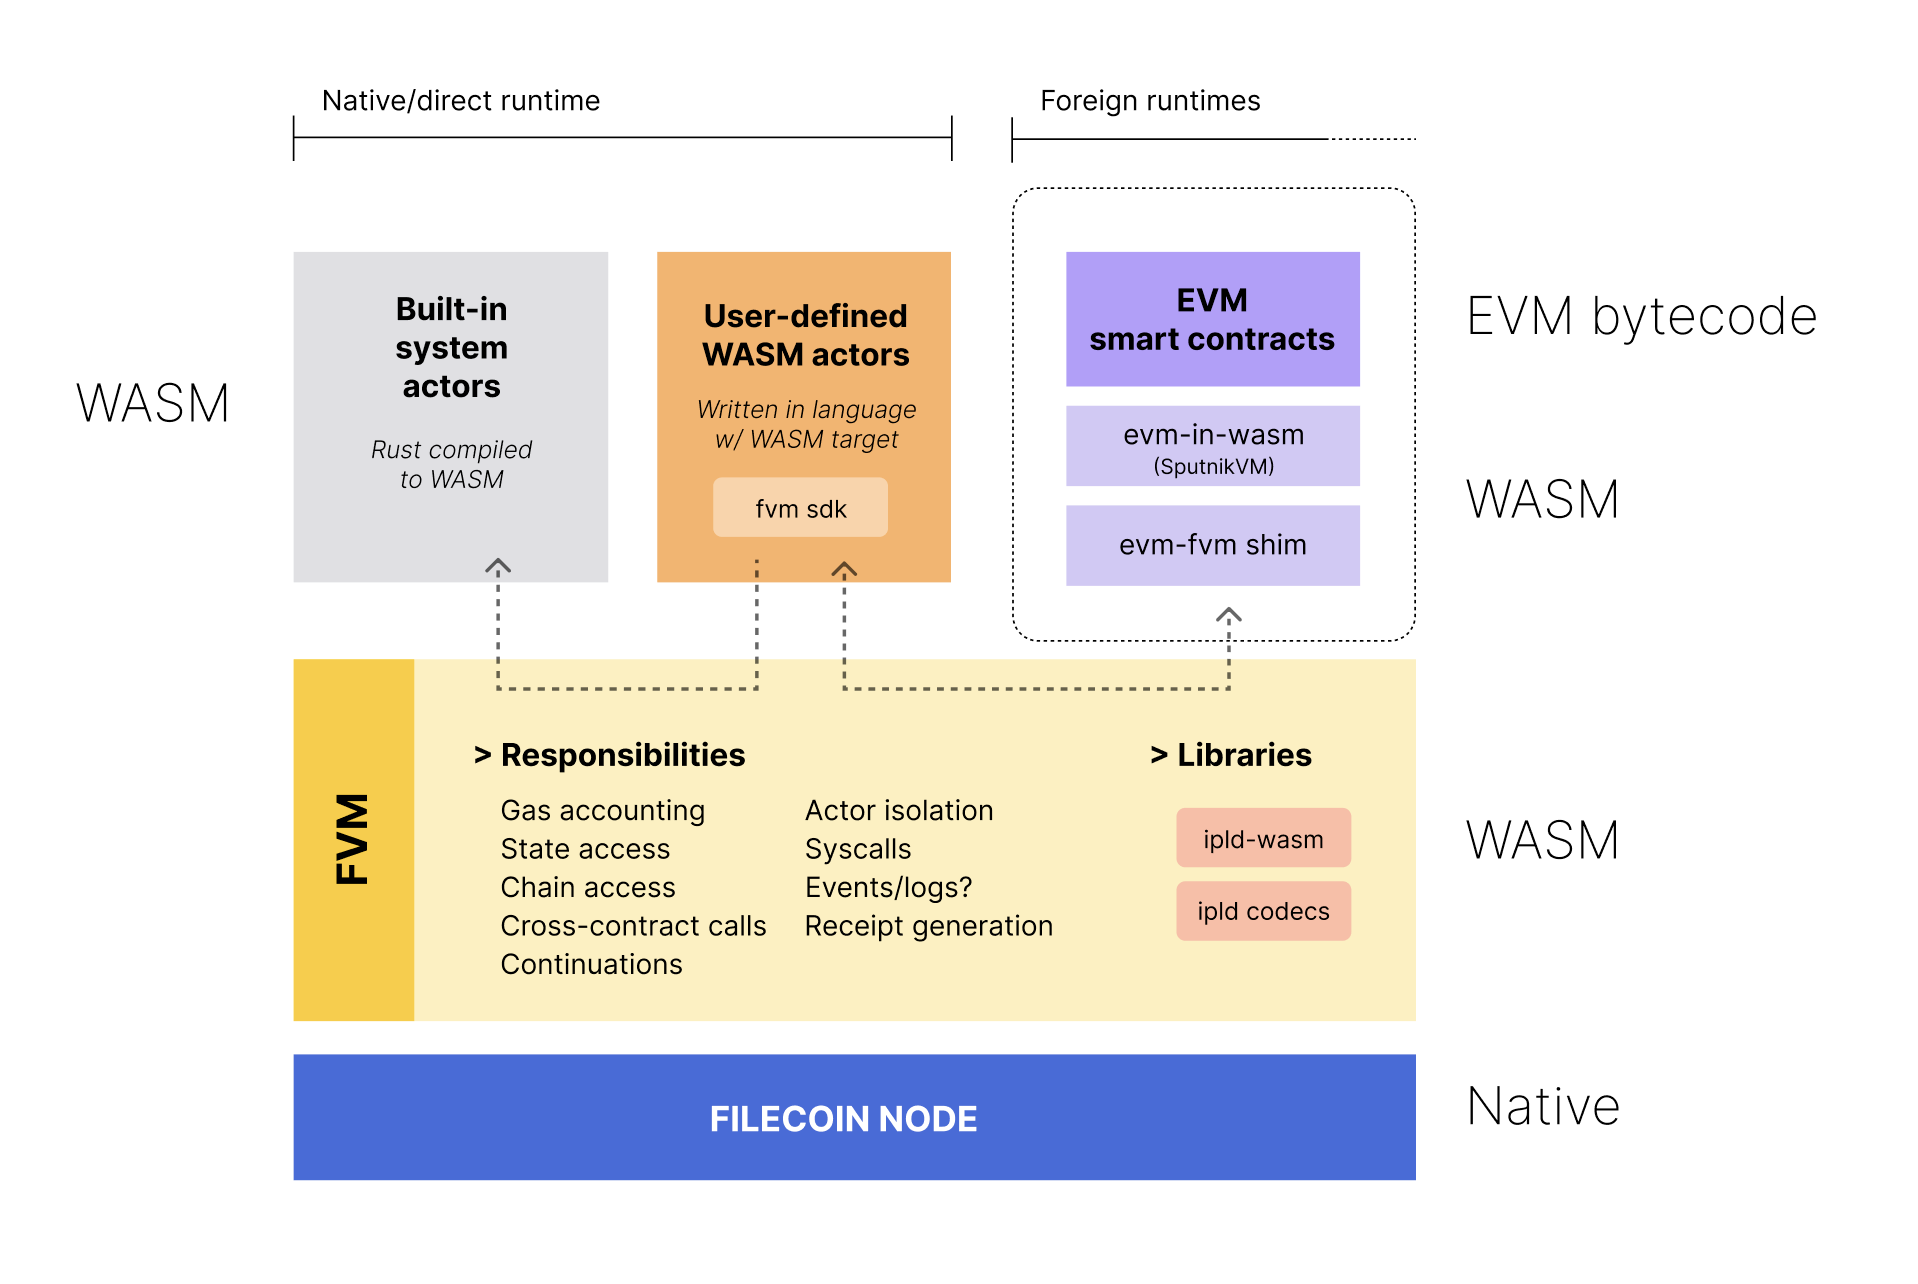 Native/direct runtime
Foreign runtimes
WASM
Built-in
system
actors
Rust compiled
to WASM
User-defined
WASM actors
Written in language
w/ WASM target
fvm sdk
EVM
smart contracts
evm-in-wasm
(SputnikVM)
evm-fvm shim
EVM bytecode
WASM
FVM
> Responsibilities
Gas accounting
State access
Chain access
Cross-contract calls
Continuations
Actor isolation
Syscalls
Events/logs?
Receipt generation
> Libraries
ipld-wasm
ipld codecs
WASM
FILECOIN NODE
Native